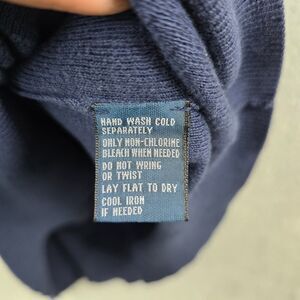 HAND WASH COLD
SEPARATELY
ONLY NON-CHLORINE
BLEACH WHEN NEEDED
DO NOT WRING
OR TWIST
LAY FLAT TO DRY
COOL IRON
IF NEEDED